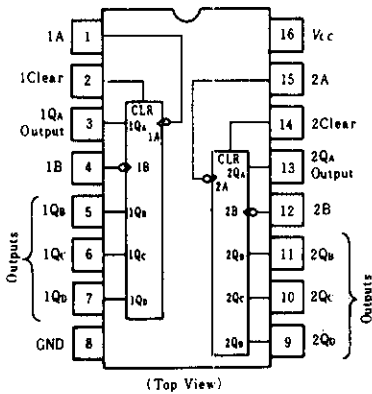 1A 1 16 Vcc
1Clear 2 15 2A
1QA Output 3 14 2Clear
1B 4 13 2QA Output
1QB 5 12 2B
1QC 6 11 2QB
1QD 7 10 2QC
GND 8 9 2QD
Outputs
Outputs
CLR
1QA
1A
1B
1QB
1QC
1QD
CLR
2QA
2A
2B
2QB
2QC
(Top View)